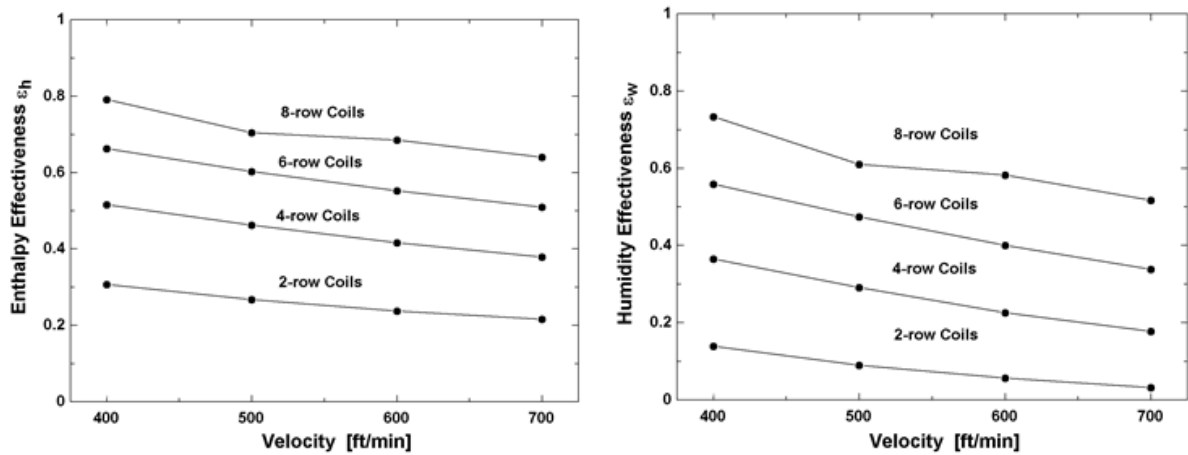 1
0.8
0.6
0.4
0.2
0
Enthalpy Effectiveness εh
8-row Coils
6-row Coils
4-row Coils
2-row Coils
400 500 600 700
Velocity [ft/min]
1
0.8
0.6
0.4
0.2
0
Humidity Effectiveness εw
8-row Coils
6-row Coils
4-row Coils
2-row Coils
400 500 600 700
Velocity [ft/min]